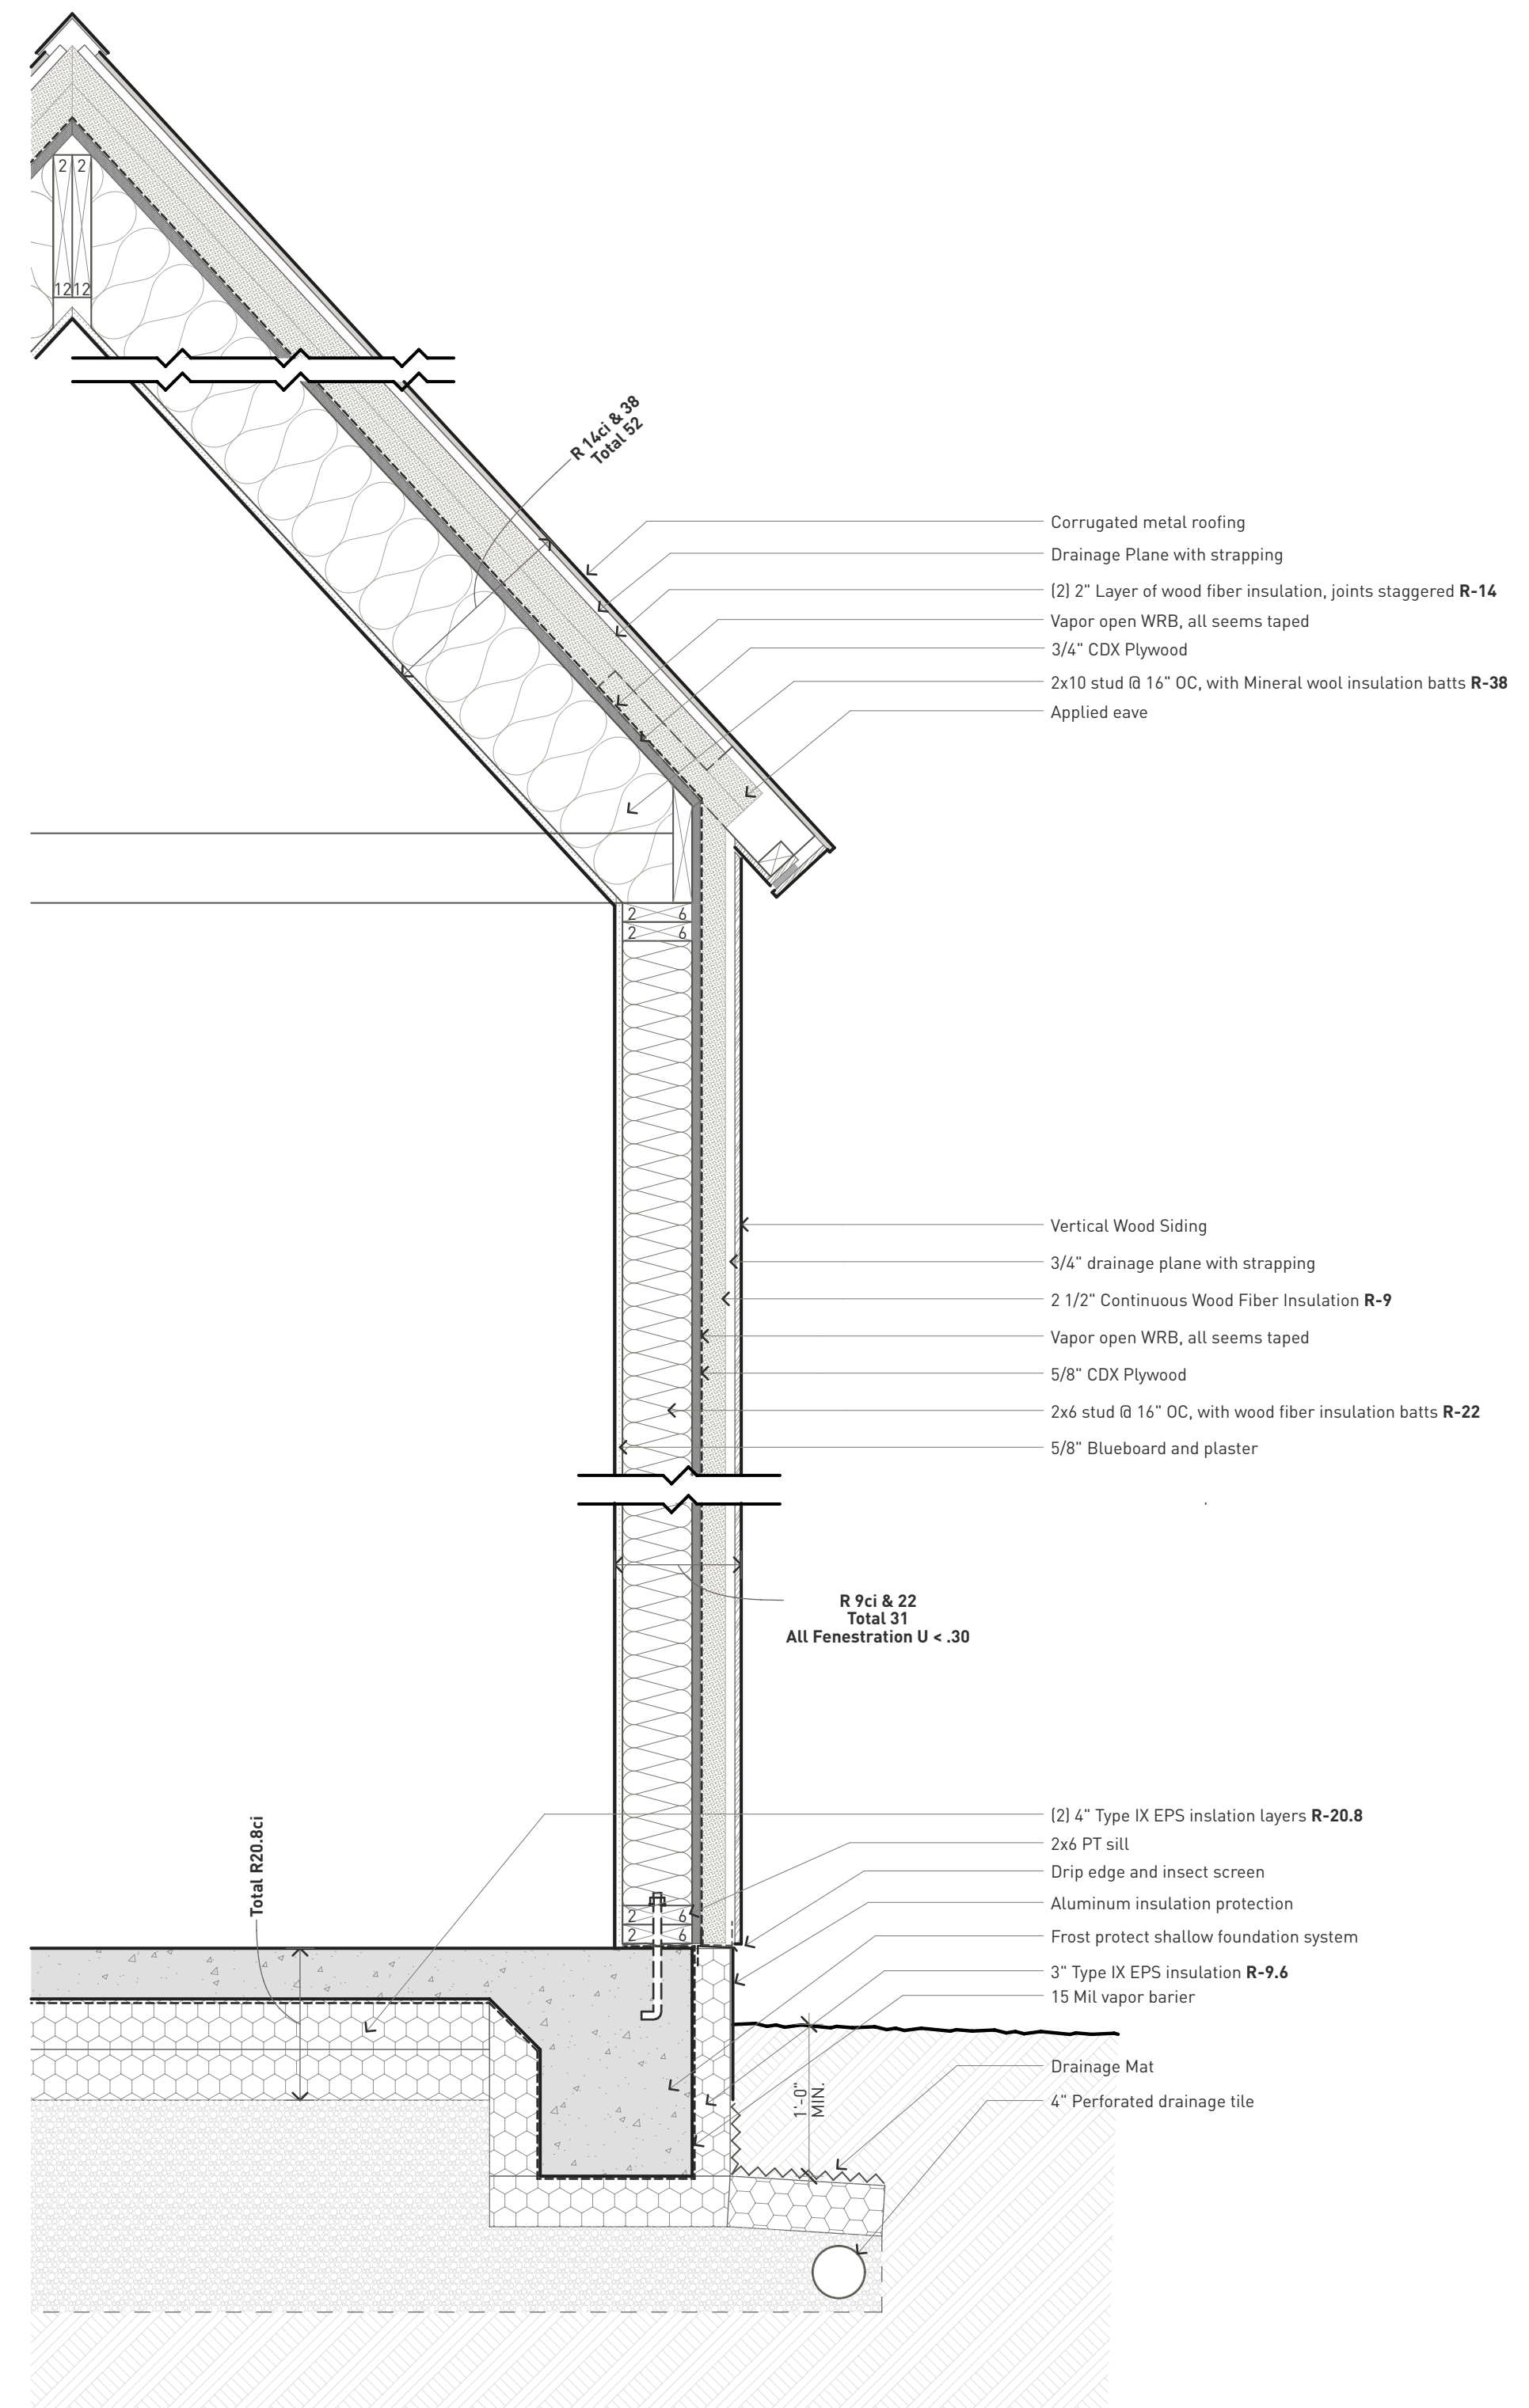 2 2
12 12
R 14ci & 38
Total 52
Corrugated metal roofing
Drainage Plane with strapping
(2) 2" Layer of wood fiber insulation, joints staggered R-14
Vapor open WRB, all seems taped
3/4" CDX Plywood
2x10 stud @ 16" OC, with Mineral wool insulation batts R-38
Applied eave
2 6
2 6
Vertical Wood Siding
3/4" drainage plane with strapping
2 1/2" Continuous Wood Fiber Insulation R-9
Vapor open WRB, all seems taped
5/8" CDX Plywood
2x6 stud @ 16" OC, with wood fiber insulation batts R-22
5/8" Blueboard and plaster
R 9ci & 22
Total 31
All Fenestration U < .30
Total R20.8ci
(2) 4" Type IX EPS inslation layers R-20.8
2x6 PT sill
Drip edge and insect screen
Aluminum insulation protection
2 6
2 6
Frost protect shallow foundation system
3" Type IX EPS insulation R-9.6
15 Mil vapor barier
Drainage Mat
1'-0"
MIN.
4" Perforated drainage tile